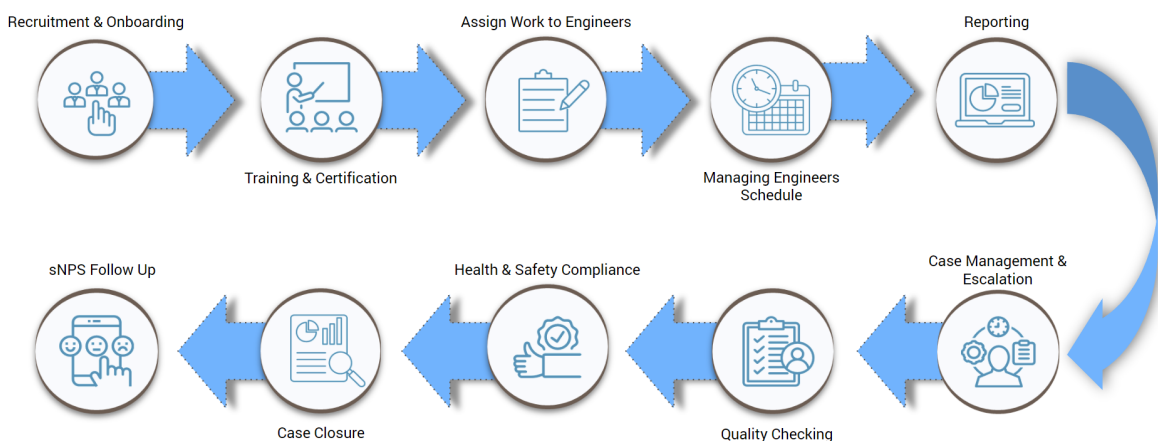 Recruitment & Onboarding
Training & Certification
Assign Work to Engineers
Managing Engineers
Schedule
Reporting
Case Management &
Escalation
Quality Checking
Health & Safety Compliance
Case Closure
sNPS Follow Up